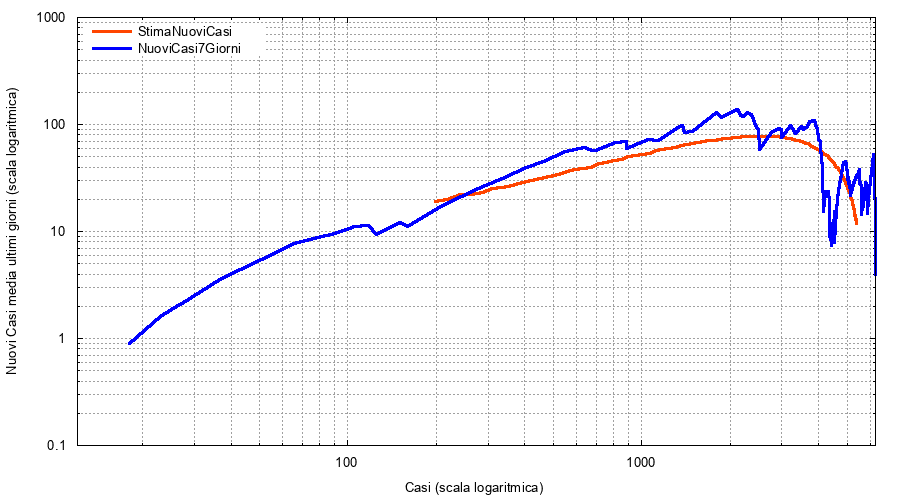 1000
StimaNuoviCasi
NuoviCasi7Giorni
100
10
1
0.1
Nuovi Casi media ultimi giorni (scala logaritmica)
100
1000
Casi (scala logaritmica)